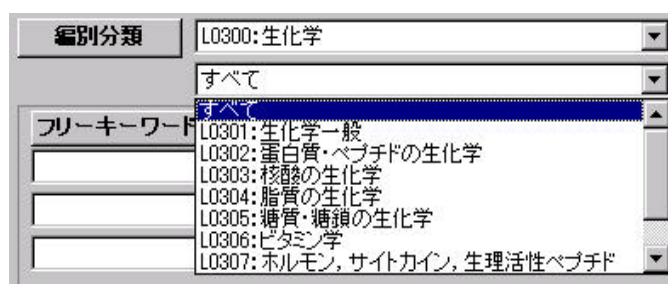 編別分類
L0300:生化学
すべて
フリーキーワード
すべて
L0301:生化学一般
L0302:蛋白質・ペプチドの生化学
L0303:核酸の生化学
L0304:脂質の生化学
L0305:糖質・糖鎖の生化学
L0306:ビタミン学
L0307:ホルモン,サイトカイン,生理活性ペプチド